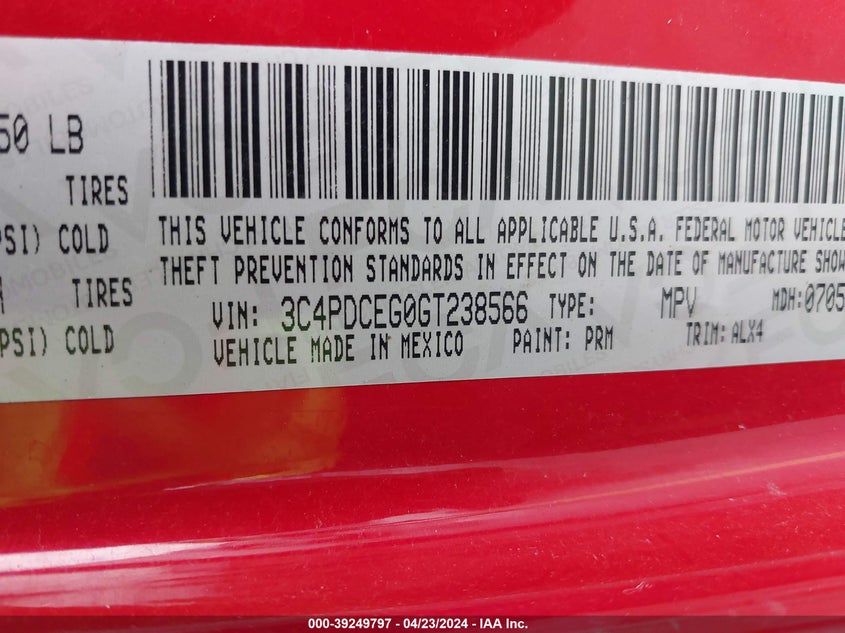 50 LB
TIRES
PSI) COLD
TIRES
PSI) COLD
THIS VEHICLE CONFORMS TO ALL APPLICABLE U.S.A. FEDERAL MOTOR VEHICLE
THEFT PREVENTION STANDARDS IN EFFECT ON THE DATE OF MANUFACTURE SHOW
VIN: 3C4PDCEG0GT238566 TYPE: MPV MDH:0705
VEHICLE MADE IN MEXICO PAINT: PRM TRIM: ALX4
000-39249797 - 04/23/2024 - IAA Inc.